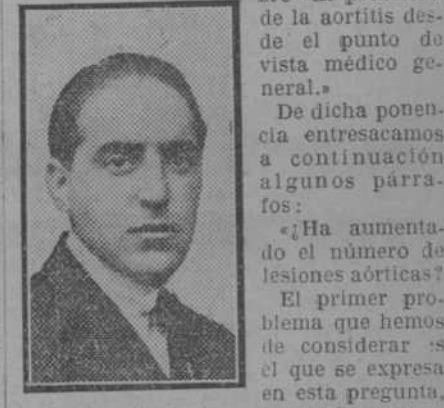 de la aortitis des-
de el punto de
vista médico ge-
neral.»
De dicha ponen-
cia entresacamos
a continuación
algunos párra-
fos:
«¿Ha aumenta-
do el número de
lesiones aórticas?
El primer pro-
blema que hemos
de considerar es
el que se expresa
en esta pregunta,